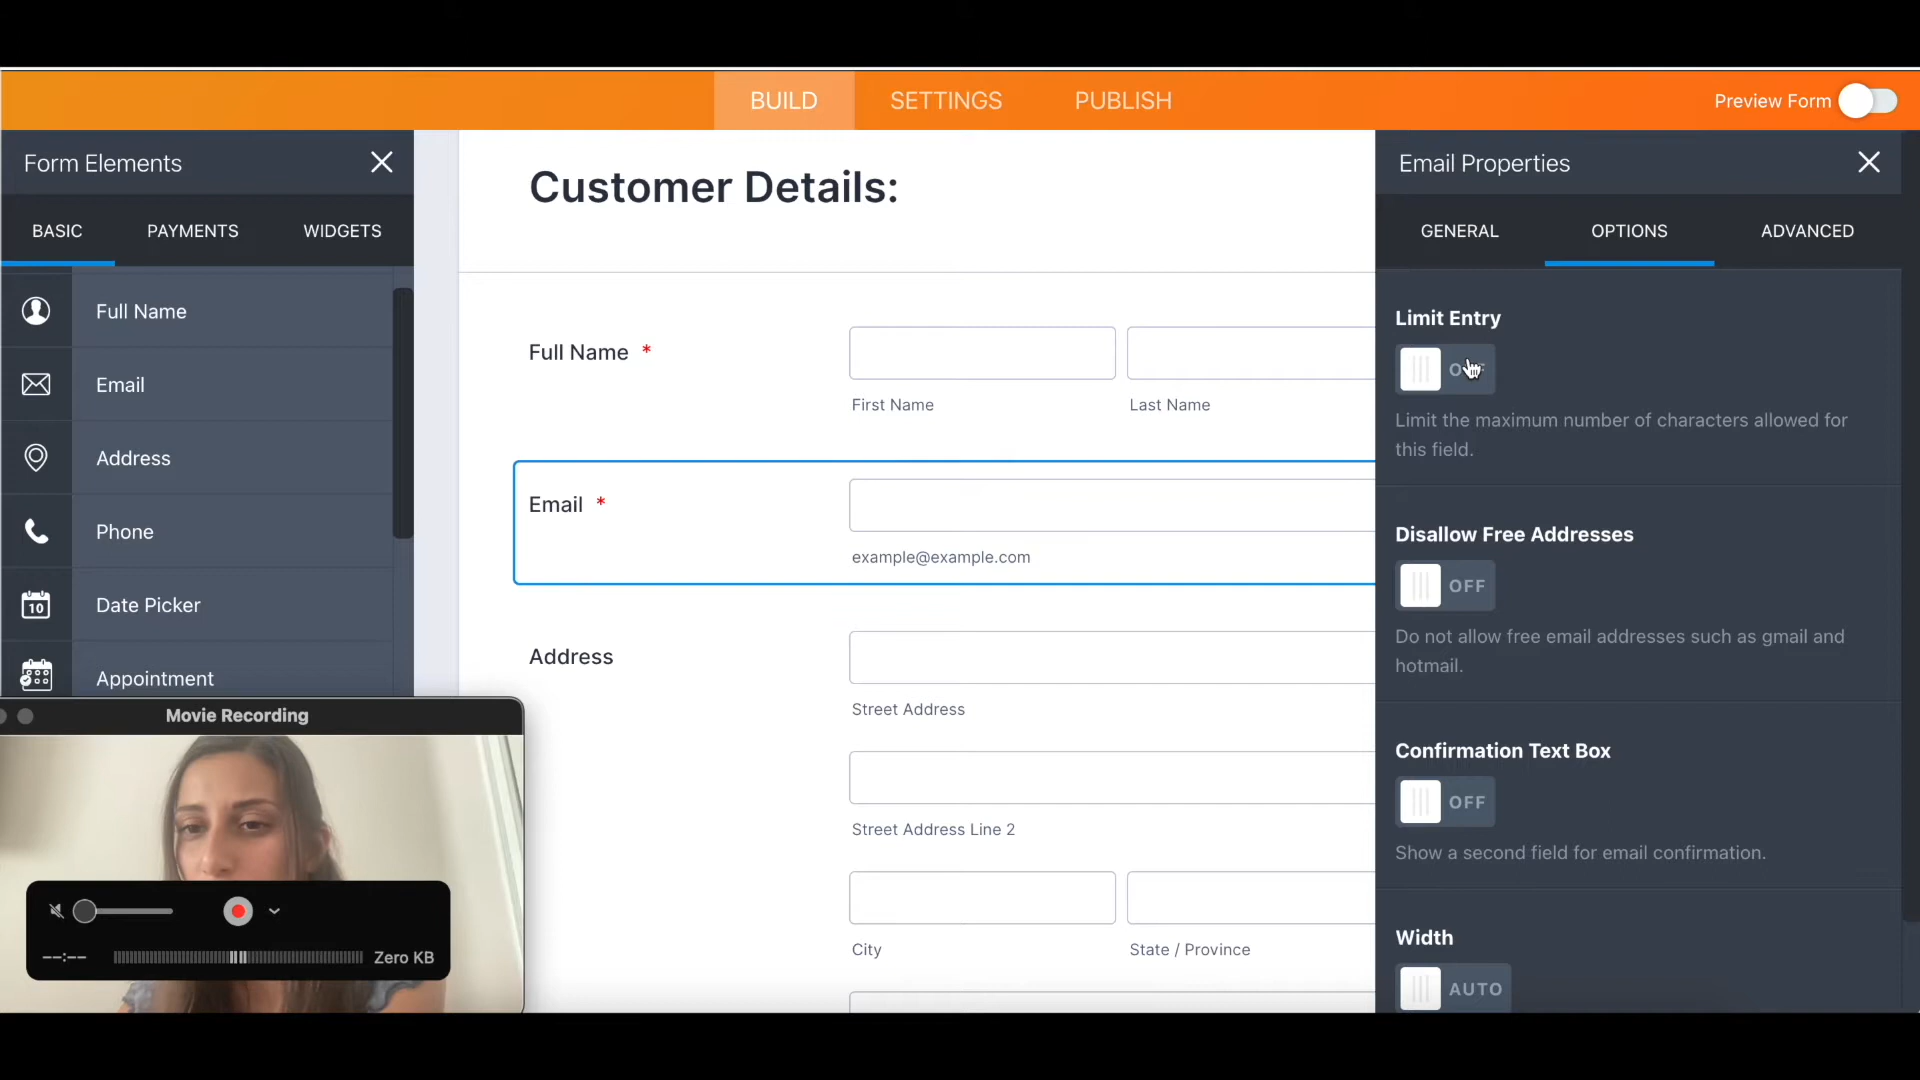 BUILD
SETTINGS
PUBLISH
Preview Form
Form Elements
BASIC
PAYMENTS
WIDGETS
Full Name
Email
Address
Phone
10
Date Picker
Appointment
Movie Recording
--:--
Zero KB
Customer Details:
Full Name *
First Name
Last Name
Email *
example@example.com
Address
Street Address
Street Address Line 2
City
State / Province
Email Properties
GENERAL
OPTIONS
ADVANCED
Limit Entry
Limit the maximum number of characters allowed for
this field.
Disallow Free Addresses
OFF
Do not allow free email addresses such as gmail and
hotmail.
Confirmation Text Box
OFF
Show a second field for email confirmation.
Width
AUTO